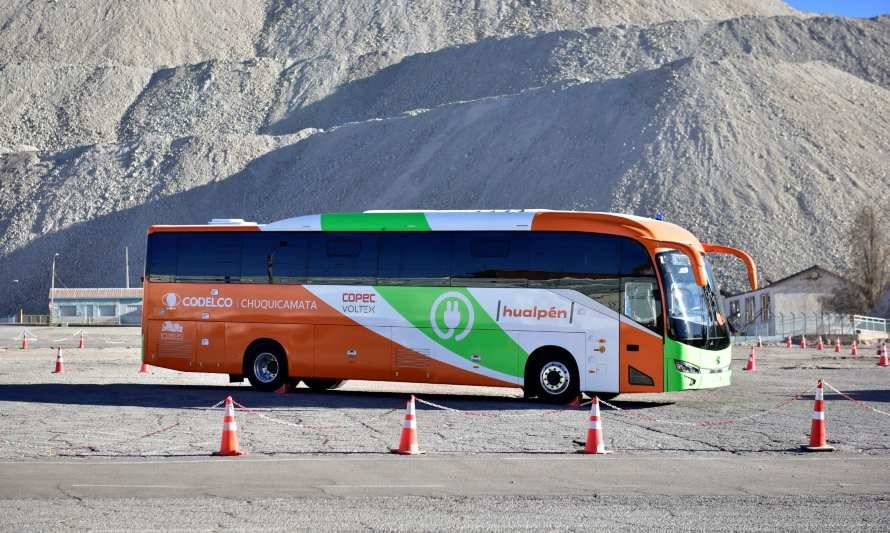 CODELCO | CHUQUICAMATA
COPEC
VOLTEX
hualpén